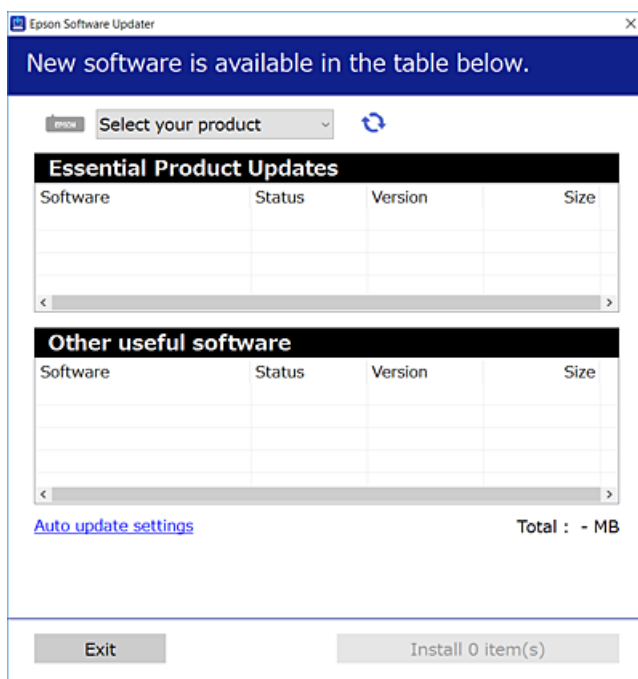 Epson Software Updater
New software is available in the table below.
EPSON Select your product
Essential Product Updates
Software Status Version Size
Other useful software
Software Status Version Size
Auto update settings Total : - MB
Exit Install 0 item(s)